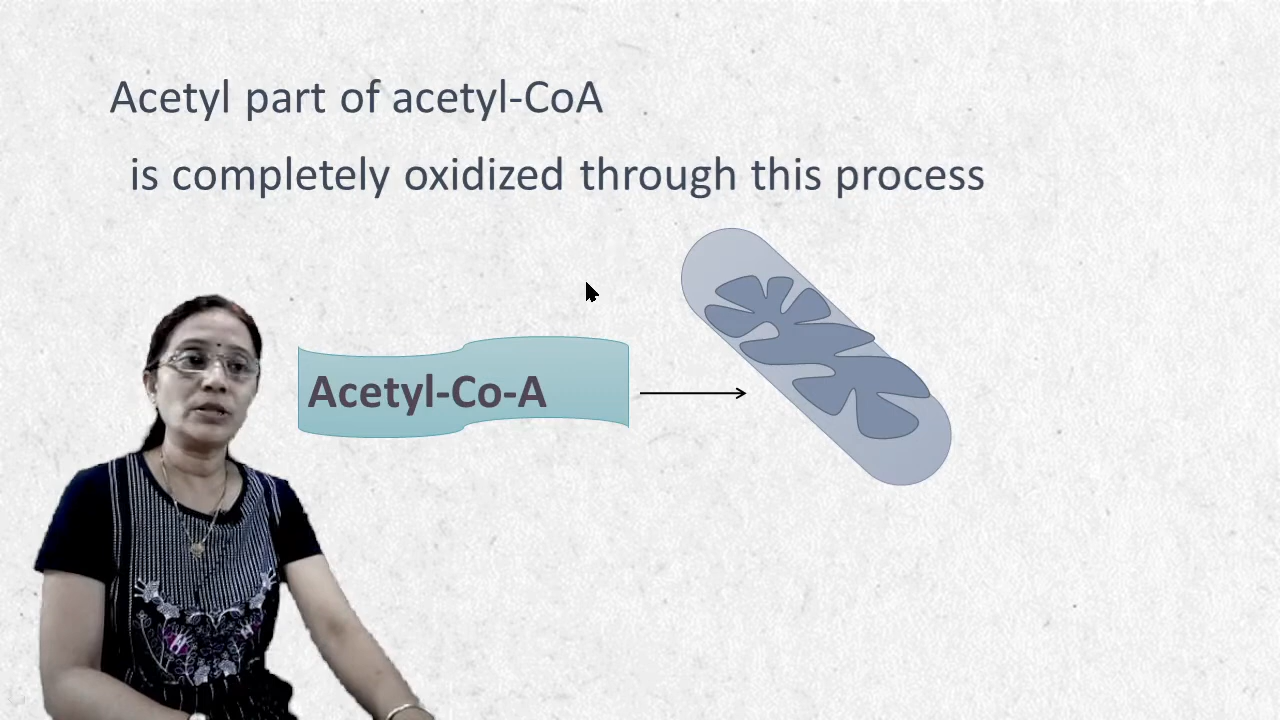 Acetyl part of acetyl-CoA
is completely oxidized through this process
Acetyl-Co-A